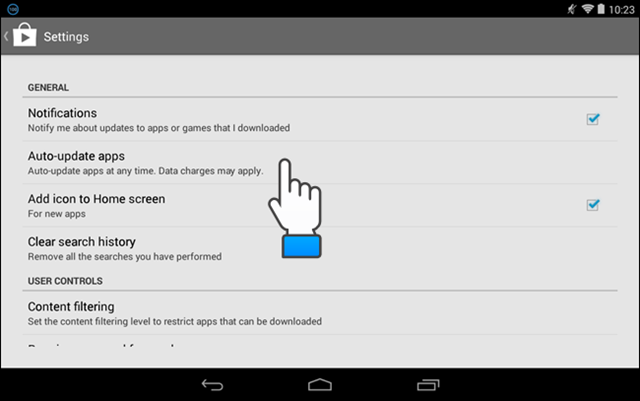 10:23
Settings
GENERAL
Notifications
Notify me about updates to apps or games that I downloaded
Auto-update apps
Auto-update apps at any time. Data charges may apply.
Add icon to Home screen
For new apps
Clear search history
Remove all the searches you have performed
USER CONTROLS
Content filtering
Set the content filtering level to restrict apps that can be downloaded